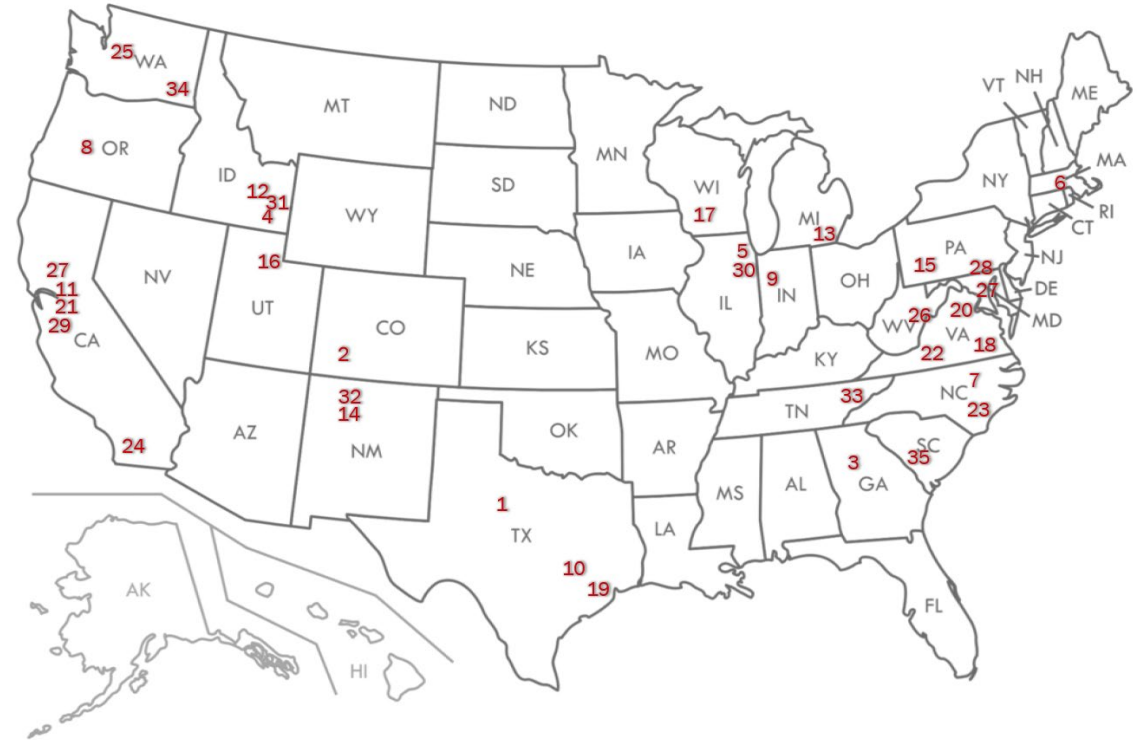 25
WA
34
MT
ND
MN
VT
NH
ME
8
OR
ID
12
31
4
SD
WI
17
MI
13
NY
MA
6
RI
CT
WY
27
11
21
29
CA
NV
16
UT
NE
IA
5
30
IL
9
IN
OH
PA
15
28
NJ
27
DE
MD
CO
2
KS
MO
KY
WV
26
20
VA
22
18
24
AZ
32
14
NM
OK
AR
TN
33
NC
7
23
SC
35
3
GA
AL
MS
LA
1
TX
10
19
FL
AK
HI